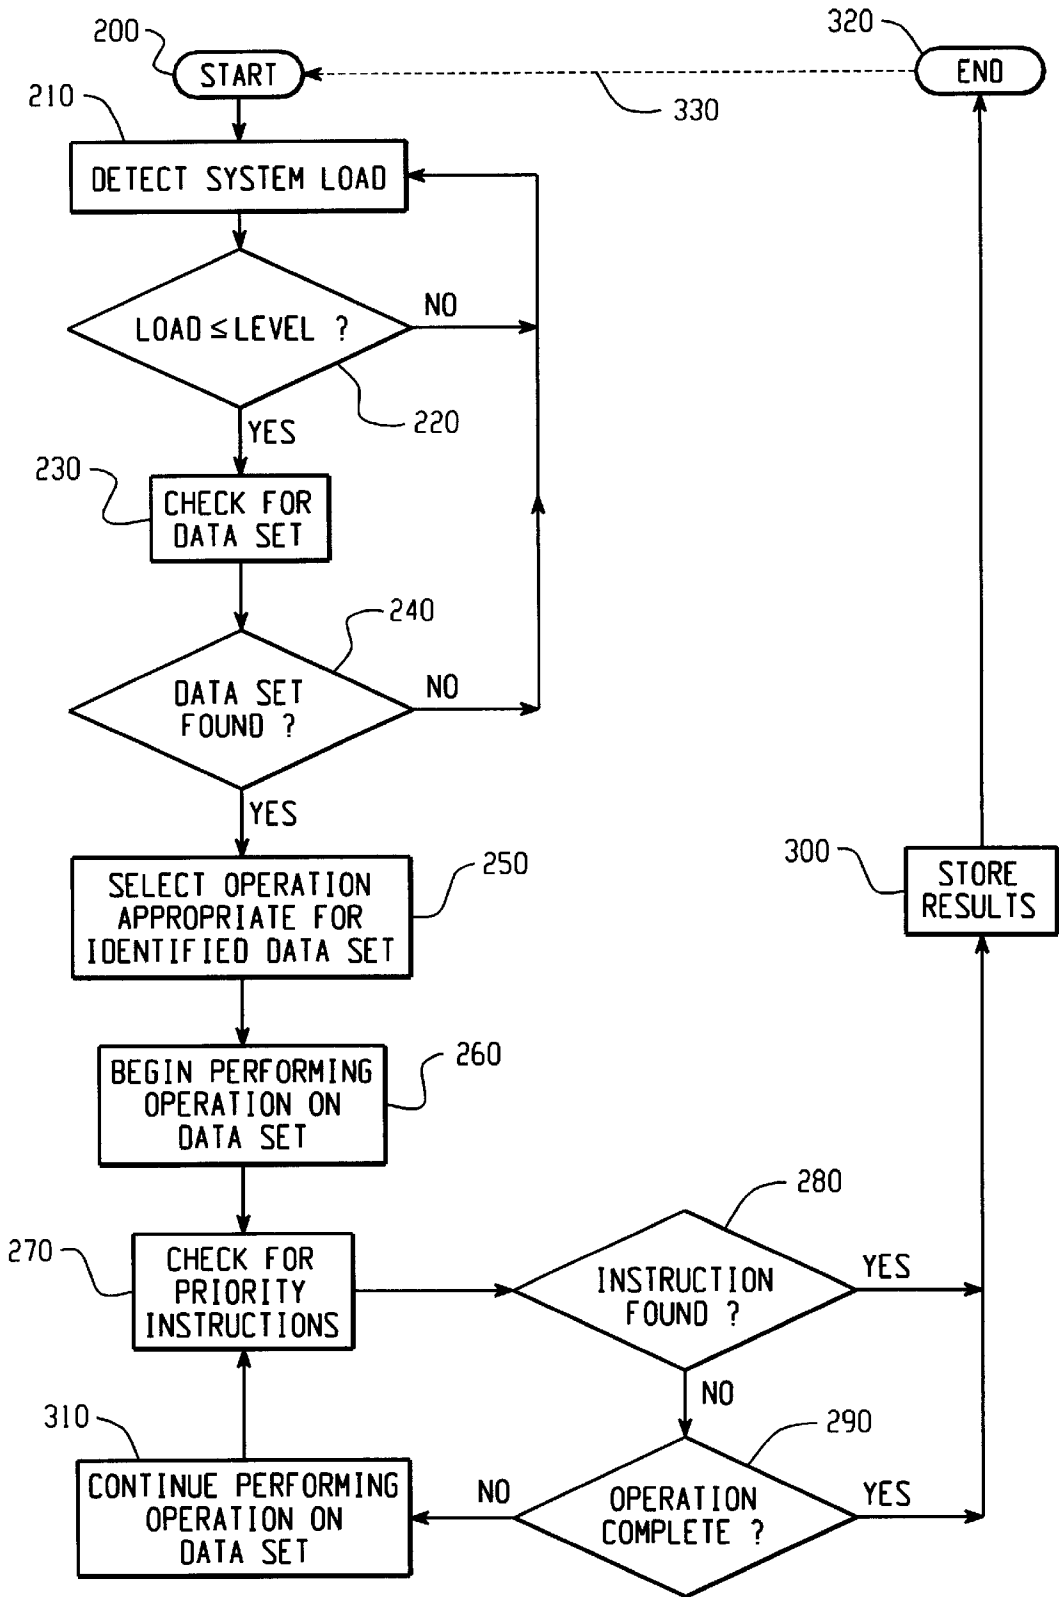 200
START
320
END
330
210
DETECT SYSTEM LOAD
LOAD ≤ LEVEL ?
NO
220
YES
230
CHECK FOR
DATA SET
240
DATA SET
FOUND ?
NO
YES
250
SELECT OPERATION
APPROPRIATE FOR
IDENTIFIED DATA SET
300
STORE
RESULTS
260
BEGIN PERFORMING
OPERATION ON
DATA SET
270
CHECK FOR
PRIORITY
INSTRUCTIONS
280
INSTRUCTION
FOUND ?
YES
NO
290
OPERATION
COMPLETE ?
YES
NO
310
CONTINUE PERFORMING
OPERATION ON
DATA SET